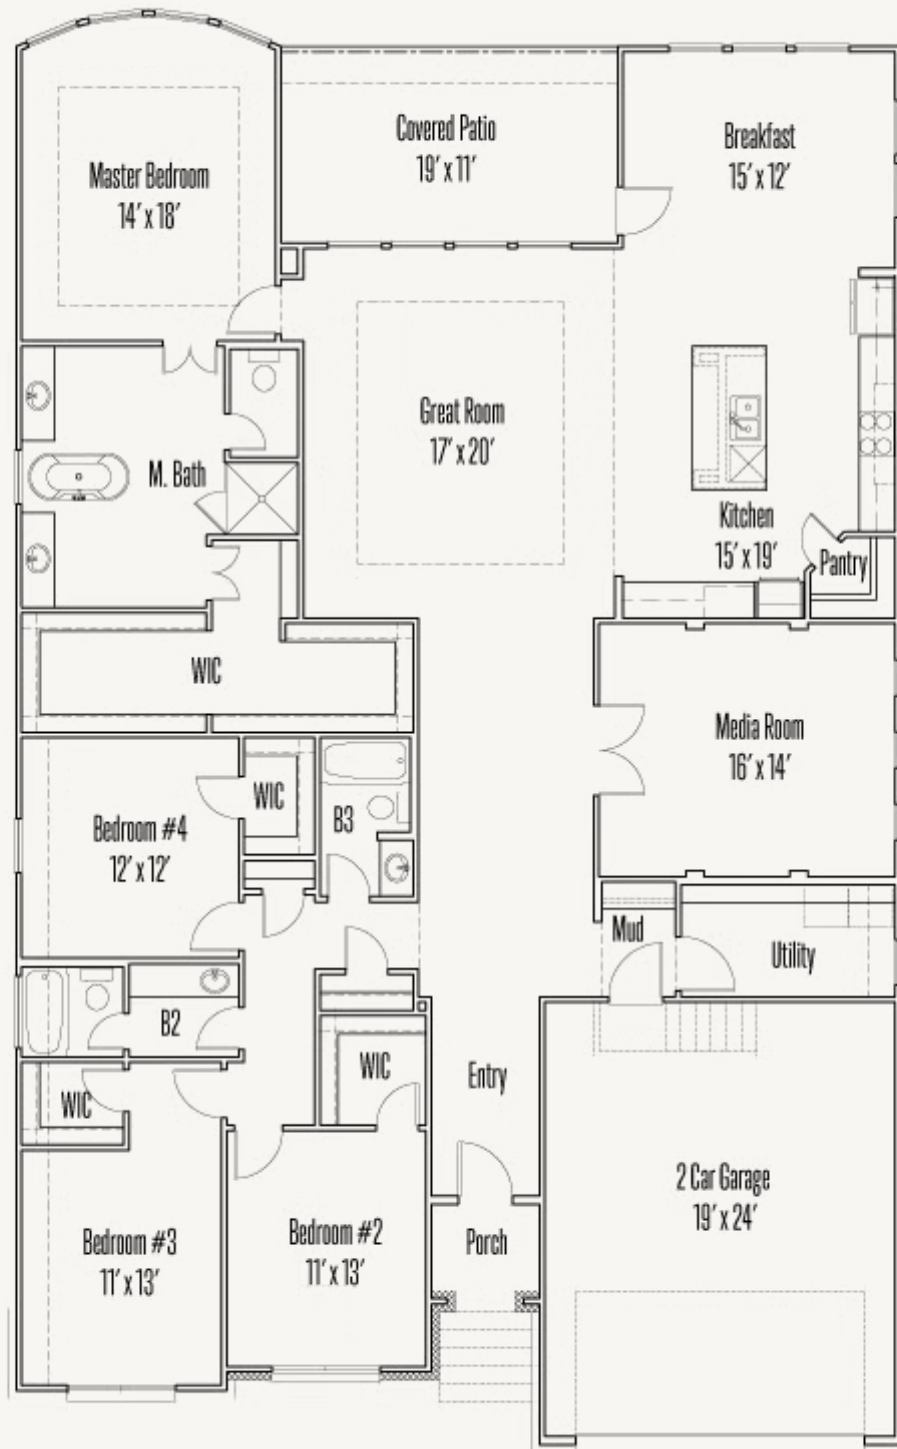 Covered Patio
19' x 11'
Breakfast
15' x 12'
Master Bedroom
14' x 18'
Great Room
17' x 20'
M. Bath
Kitchen
15' x 19'
Pantry
WIC
Media Room
16' x 14'
WIC
B3
Bedroom #4
12' x 12'
Mud
Utility
B2
WIC
Entry
WIC
2 Car Garage
19' x 24'
Bedroom #3
11' x 13'
Bedroom #2
11' x 13'
Porch